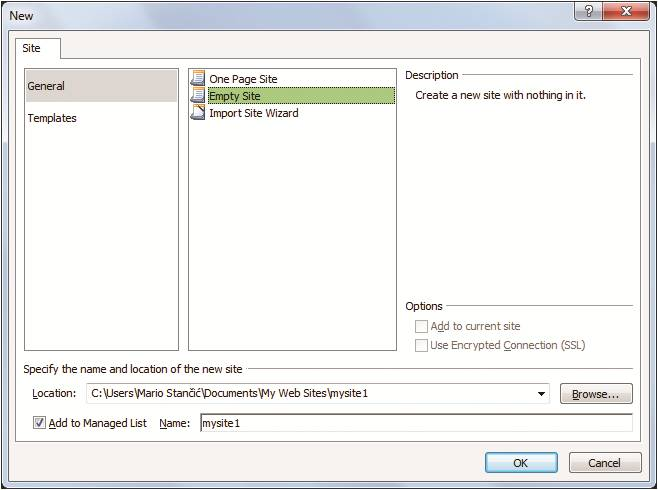 New
Site
General
Templates
One Page Site
Empty Site
Import Site Wizard
Description
Create a new site with nothing in it.
Options
Add to current site
Use Encrypted Connection (SSL)
Specify the name and location of the new site
Location: C:\Users\Mario Stančić\Documents\My Web Sites\mysite1 Browse...
Add to Managed List Name: mysite1
OK Cancel